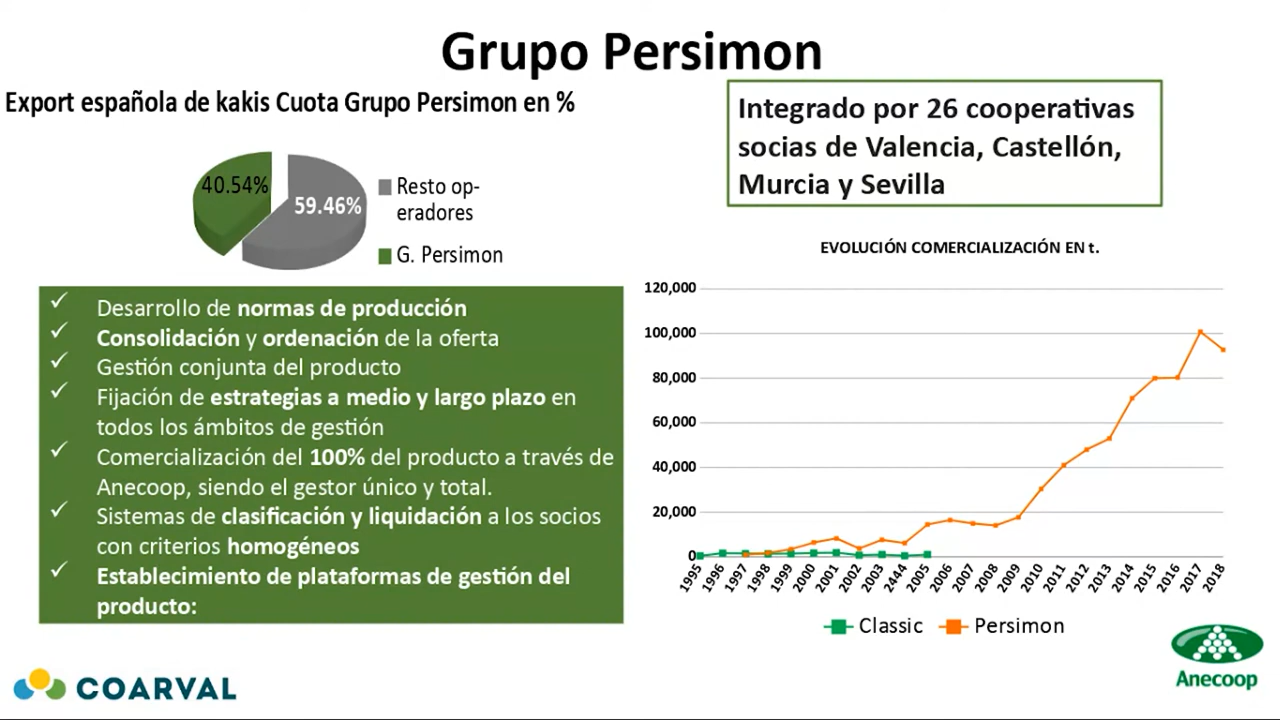 Grupo Persimon
Export española de kakis Cuota Grupo Persimon en %
40.54%
59.46%
Resto op-
eradores
G. Persimon
Integrado por 26 cooperativas
socias de Valencia, Castellón,
Murcia y Sevilla
Desarrollo de normas de producción
Consolidación y ordenación de la oferta
Gestión conjunta del producto
Fijación de estrategias a medio y largo plazo en
todos los ámbitos de gestión
Comercialización del 100% del producto a través de
Anecoop, siendo el gestor único y total.
Sistemas de clasificación y liquidación a los socios
con criterios homogéneos
Establecimiento de plataformas de gestión del
producto:
EVOLUCIÓN COMERCIALIZACIÓN EN t.
120,000
100,000
80,000
60,000
40,000
20,000
0
1995 1996 1997 1998 1999 2000 2001 2002 2003 2444 2005 2006 2007 2008 2009 2010 2011 2012 2013 2014 2015 2016 2017 2018
Classic Persimon
COARVAL
Anecoop